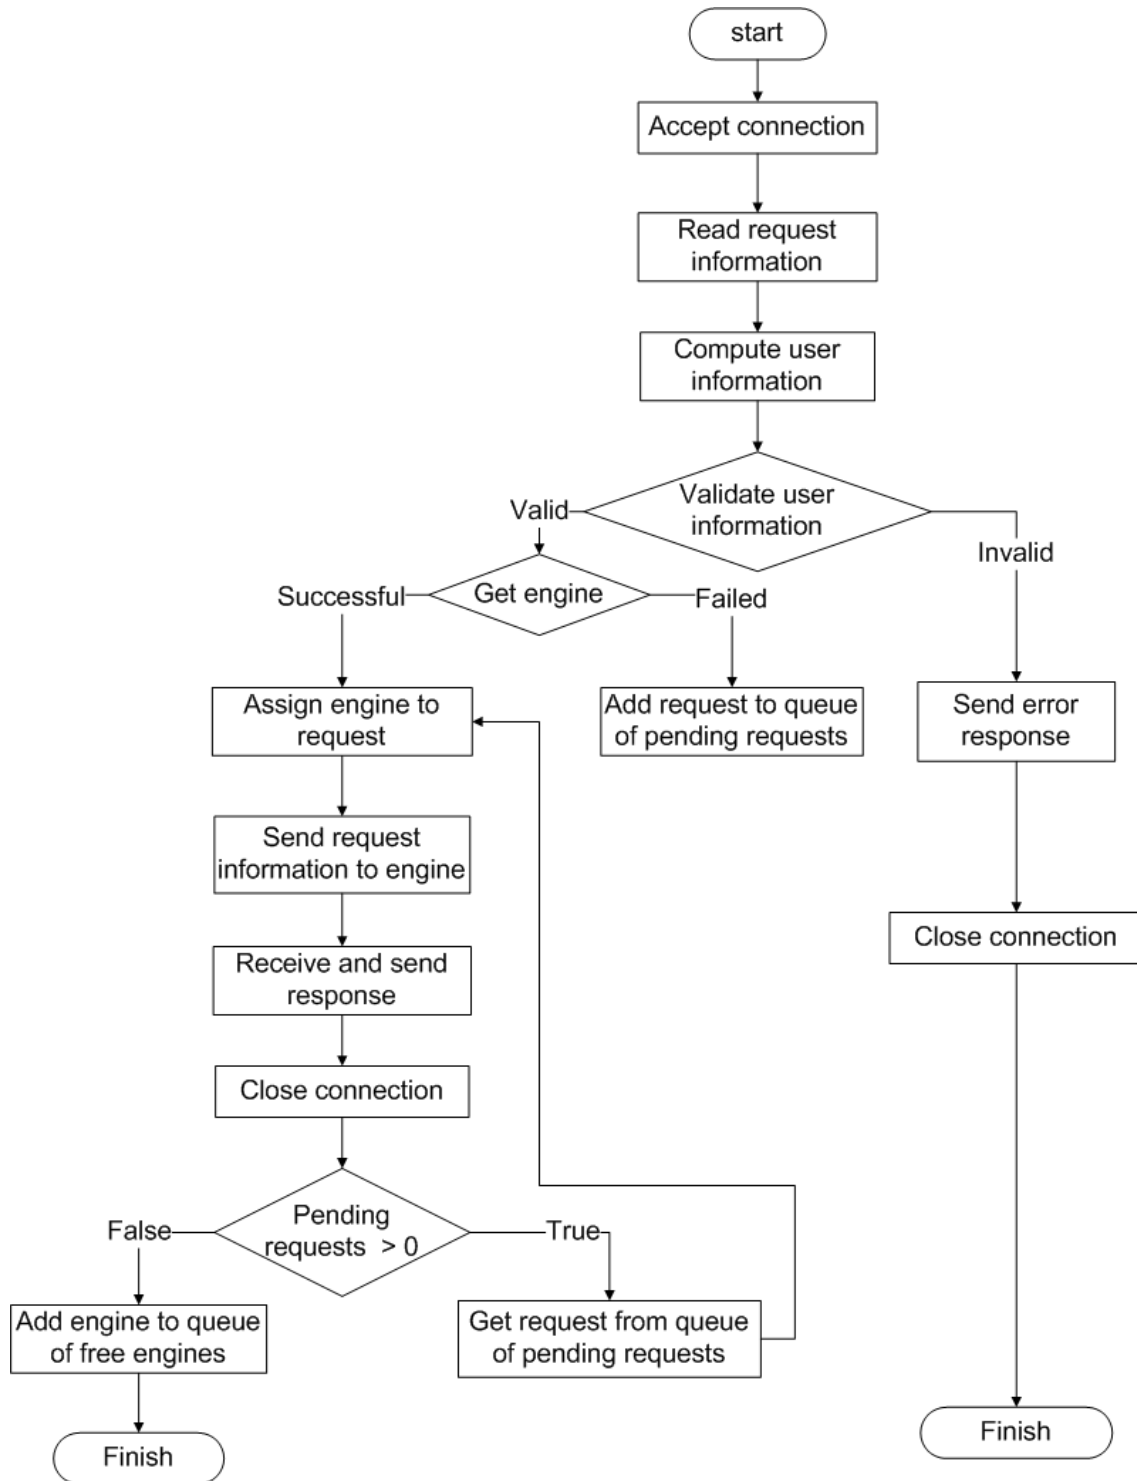 start
Accept connection
Read request
information
Compute user
information
Validate user
information
Valid
Invalid
Get engine
Successful
Failed
Assign engine to
request
Add request to queue
of pending requests
Send error
response
Send request
information to engine
Close connection
Receive and send
response
Close connection
Pending
requests > 0
False
True
Add engine to queue
of free engines
Get request from queue
of pending requests
Finish
Finish